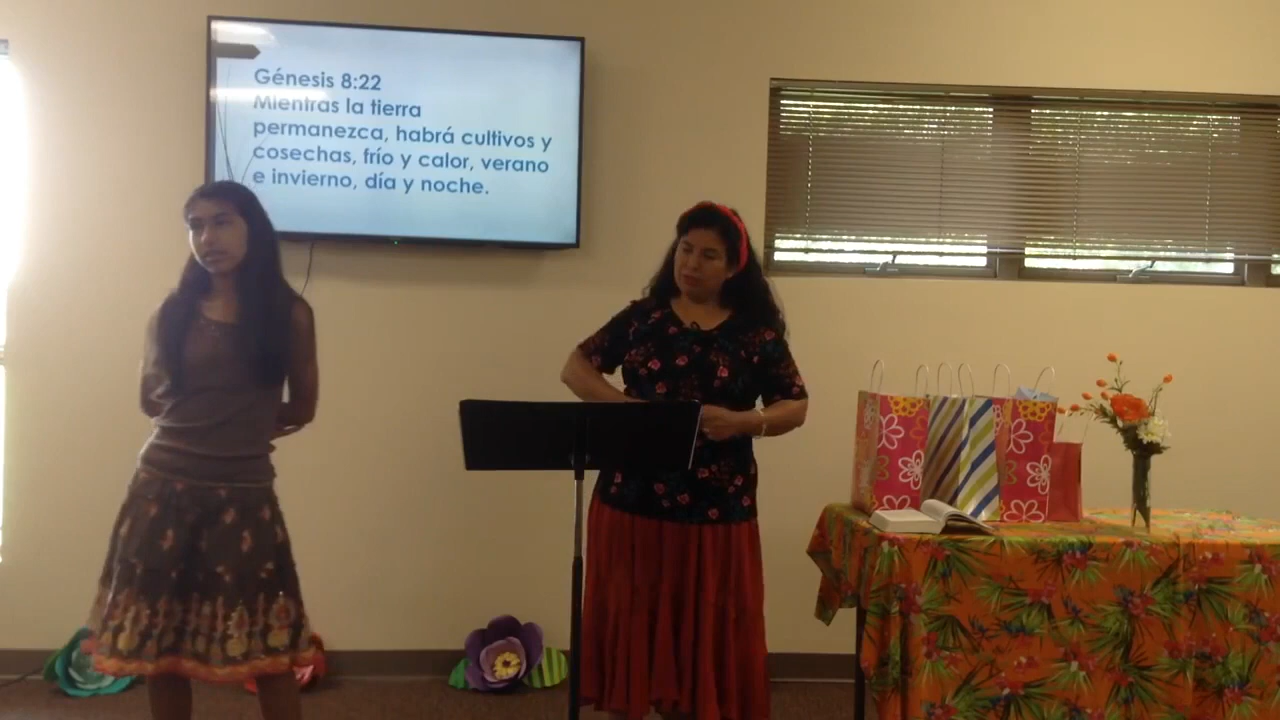 Génesis 8:22
Mientras la tierra
permanezca, habrá cultivos y
cosechas, frío y calor, verano
e invierno, día y noche.